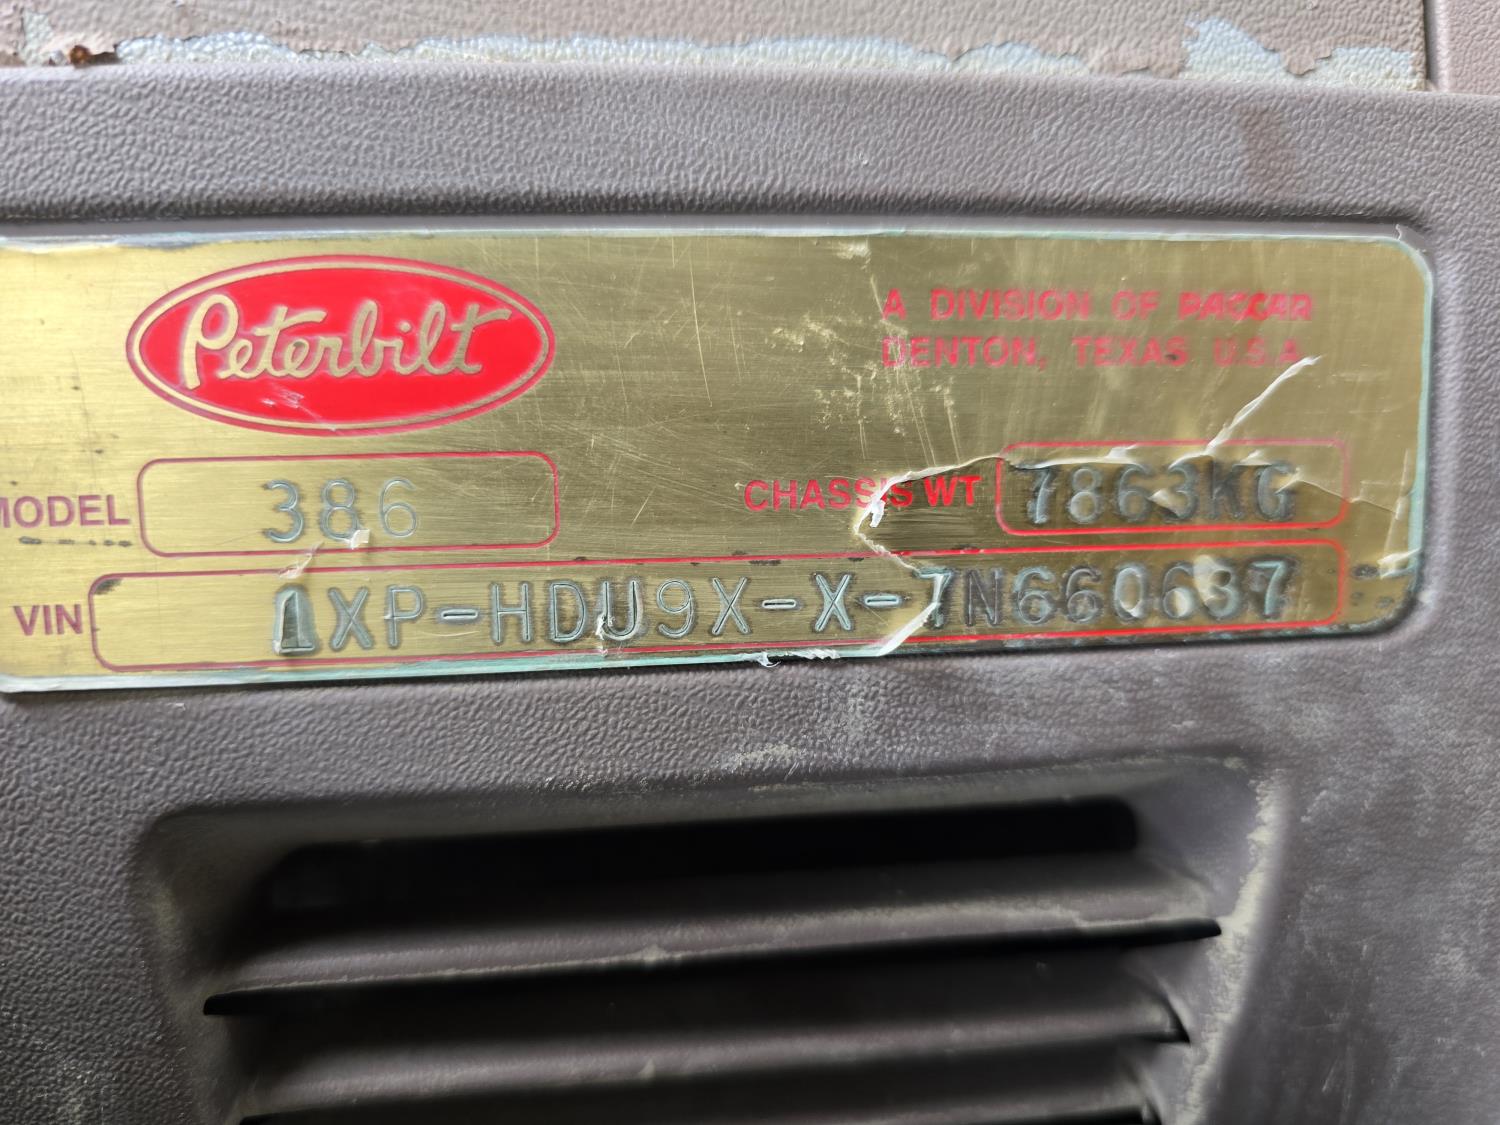 Peterbilt
A DIVISION OF PACCAR
DENTON, TEXAS U.S.A.
MODEL 386
CHASSIS WT 7863KG
VIN 1XP-HDU9X-X-7N660637